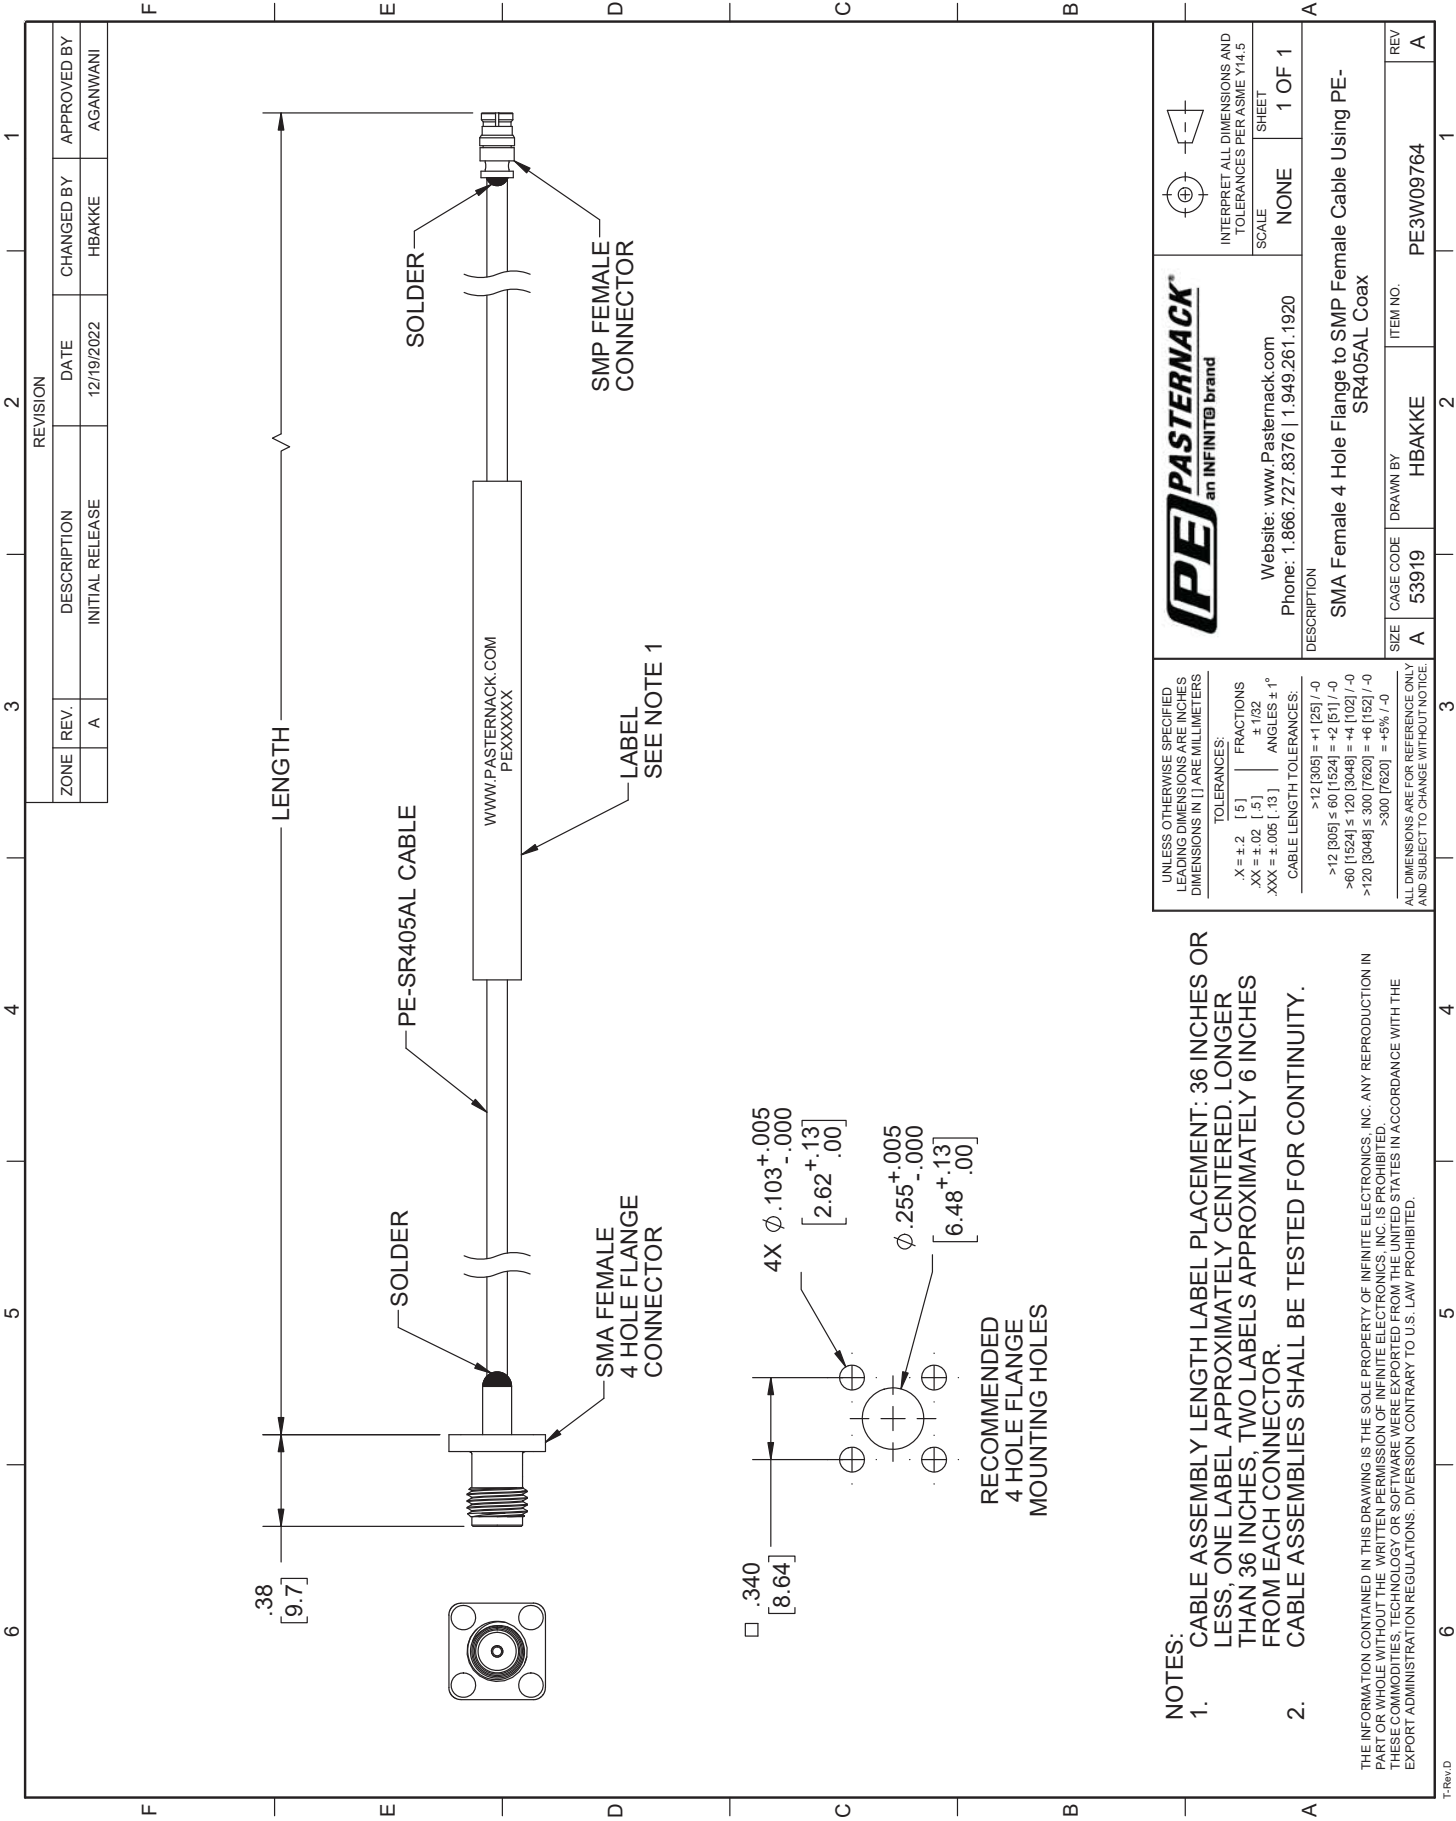 6
5
4
3
2
1
F
E
D
C
B
A
REVISION
ZONE REV. DESCRIPTION DATE CHANGED BY APPROVED BY
A INITIAL RELEASE 12/19/2022 HBAKKE AGANWANI
.38
[9.7]
LENGTH
SOLDER
PE-SR405AL CABLE
SOLDER
WWW.PASTERNACK.COM
PEXXXXXX
SMA FEMALE
4 HOLE FLANGE
CONNECTOR
LABEL
SEE NOTE 1
SMP FEMALE
CONNECTOR
□ .340
[8.64]
4X ∅.103 +.005 -.000
[2.62 +.13 .00]
∅.255 +.005 -.000
[6.48 +.13 .00]
RECOMMENDED
4 HOLE FLANGE
MOUNTING HOLES
NOTES:
1. CABLE ASSEMBLY LENGTH LABEL PLACEMENT: 36 INCHES OR
LESS, ONE LABEL APPROXIMATELY CENTERED. LONGER
THAN 36 INCHES, TWO LABELS APPROXIMATELY 6 INCHES
FROM EACH CONNECTOR.
2. CABLE ASSEMBLIES SHALL BE TESTED FOR CONTINUITY.
THE INFORMATION CONTAINED IN THIS DRAWING IS THE SOLE PROPERTY OF INFINITE ELECTRONICS, INC. ANY REPRODUCTION IN
PART OR WHOLE WITHOUT THE WRITTEN PERMISSION OF INFINITE ELECTRONICS, INC. IS PROHIBITED.
THESE COMMODITIES, TECHNOLOGY OR SOFTWARE WERE EXPORTED FROM THE UNITED STATES IN ACCORDANCE WITH THE
EXPORT ADMINISTRATION REGULATIONS. DIVERSION CONTRARY TO U.S. LAW PROHIBITED.
UNLESS OTHERWISE SPECIFIED
LEADING DIMENSIONS ARE INCHES
DIMENSIONS IN [ ] ARE MILLIMETERS
TOLERANCES:
.X = ±.2 [5] FRACTIONS
.XX = ±.02 [.5] ± 1/32
.XXX = ±.005 [.13] ANGLES ± 1°
CABLE LENGTH TOLERANCES:
>12 [305] = +1 [25] / -0
>12 [305] ≤ 60 [1524] = +2 [51] / -0
>60 [1524] ≤ 120 [3048] = +4 [102] / -0
>120 [3048] ≤ 300 [7620] = +6 [152] / -0
>300 [7620] = +5% / -0
ALL DIMENSIONS ARE FOR REFERENCE ONLY
AND SUBJECT TO CHANGE WITHOUT NOTICE.
PE PASTERNACK®
an INFINITE brand
Website: www.Pasternack.com
Phone: 1.866.727.8376 | 1.949.261.1920
INTERPRET ALL DIMENSIONS AND
TOLERANCES PER ASME Y14.5
SCALE
NONE
SHEET
1 OF 1
DESCRIPTION
SMA Female 4 Hole Flange to SMP Female Cable Using PE-
SR405AL Coax
SIZE
A
CAGE CODE
53919
DRAWN BY
HBAKKE
ITEM NO.
PE3W09764
REV
A
F
E
D
C
B
A
6
5
4
3
2
1
T-Rev.D